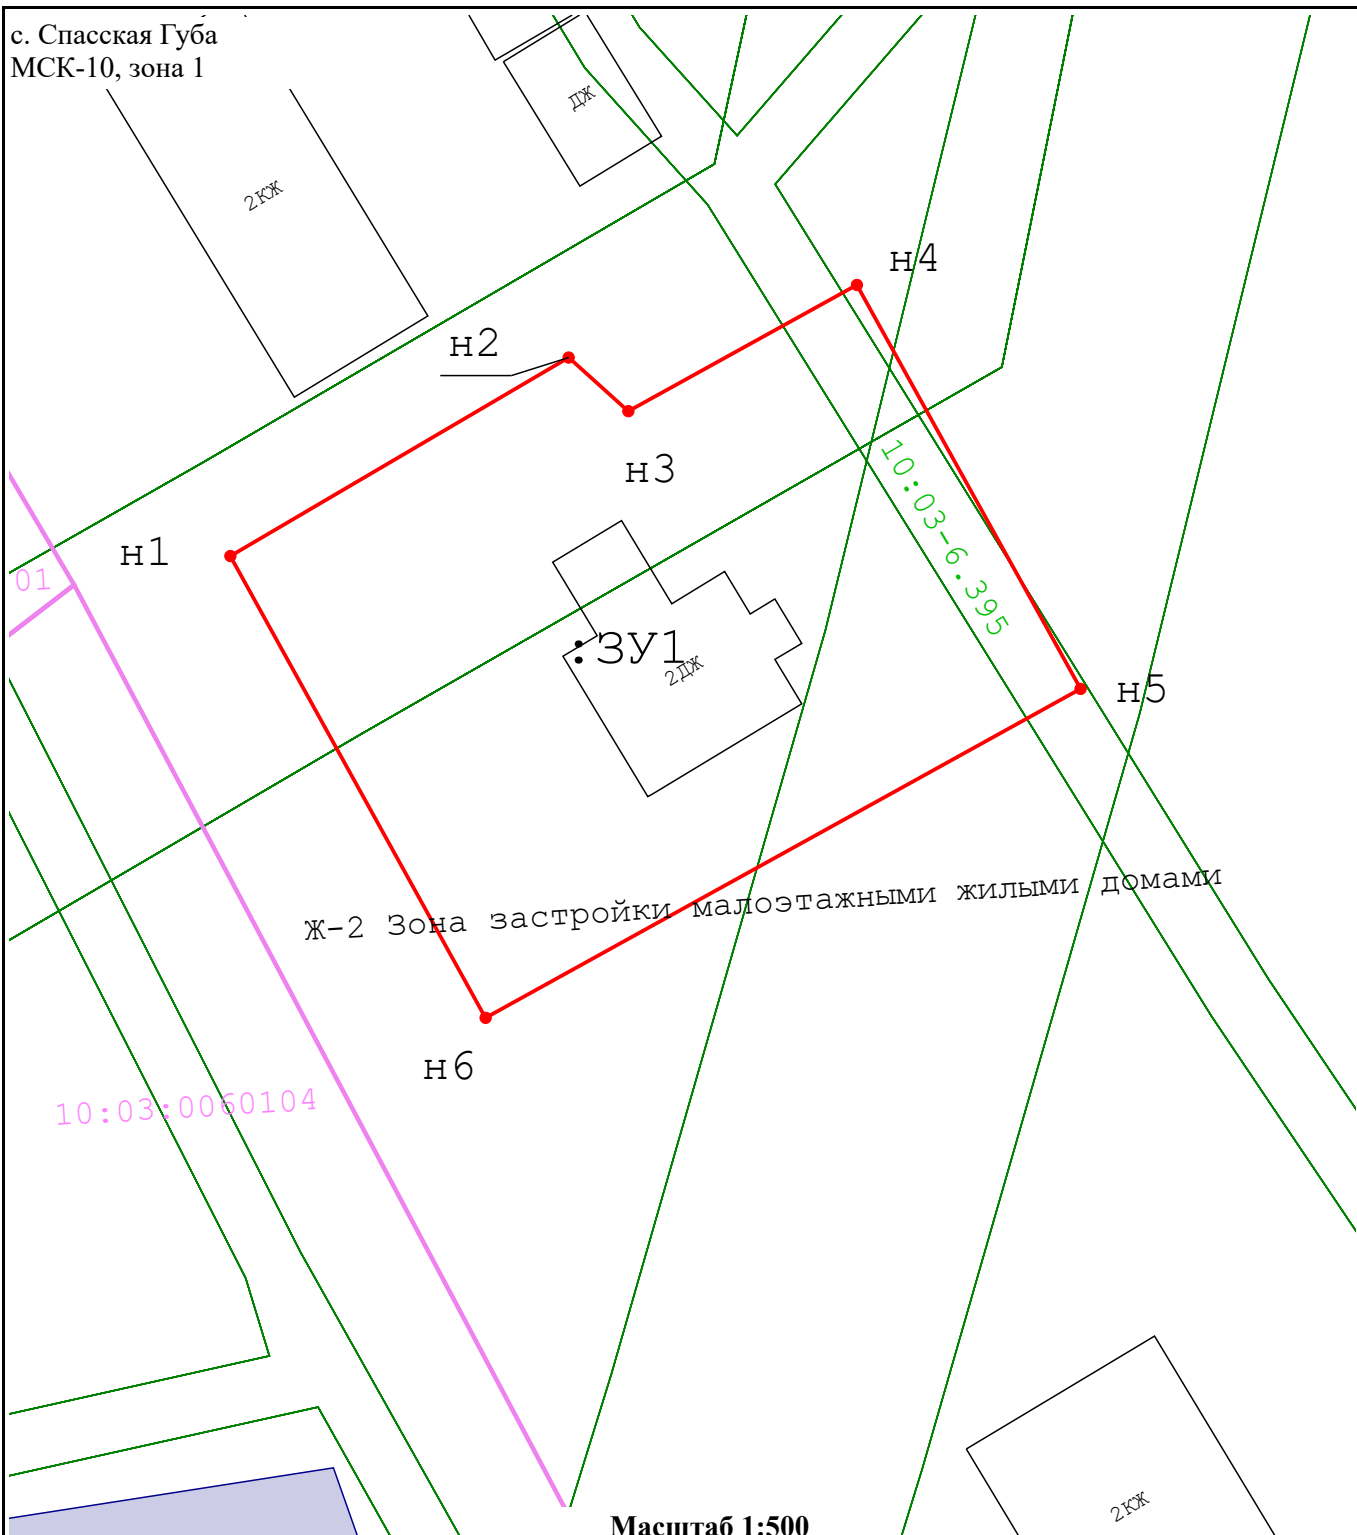 с. Спасская Губа
МСК-10, зона 1
ДЖ
2КЖ
н4
н2
н3
10:03-6.395
н1
01
:ЗУ1
2ДЖ
н5
Ж-2 Зона застройки малоэтажными жилыми домами
н6
10:03:0060104
2КЖ
Масштаб 1:500